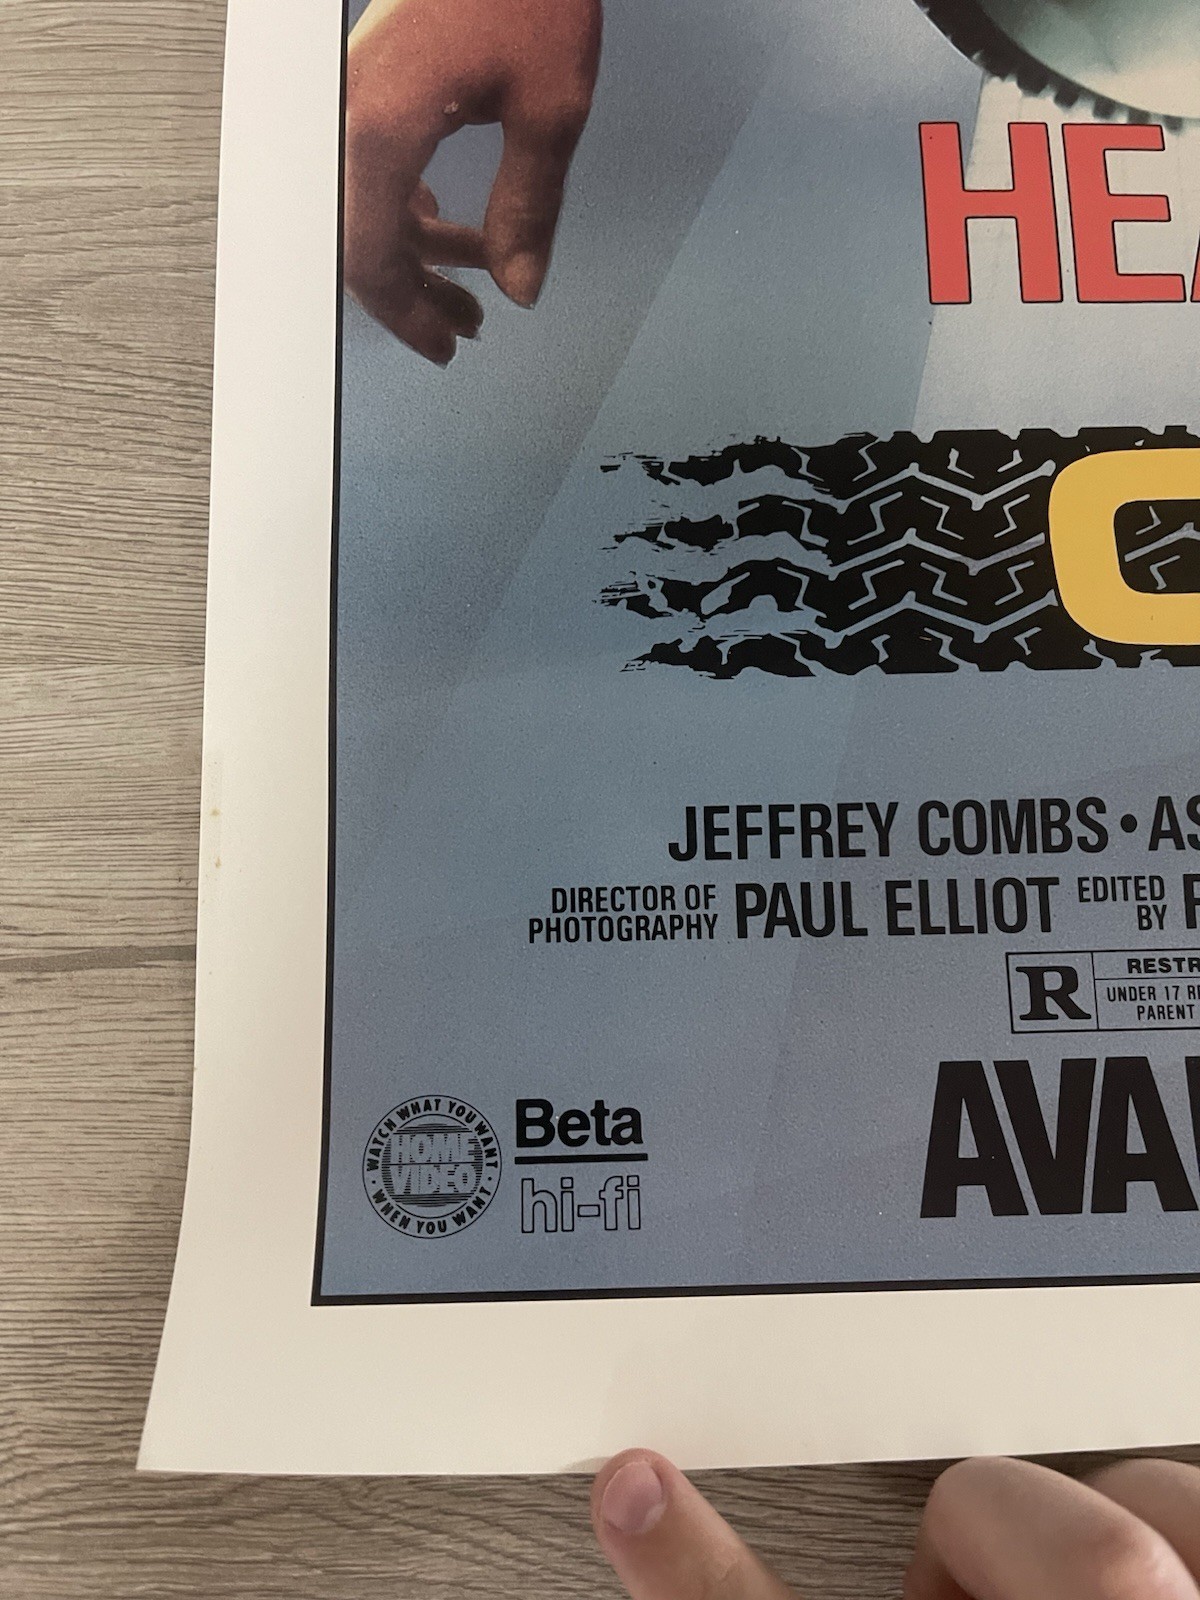 HEA
C
JEFFREY COMBS • AS
DIRECTOR OF PHOTOGRAPHY PAUL ELLIOT EDITED BY
R RESTR
UNDER 17 RE
PARENT
AVA
WATCH WHAT YOU WANT • WHEN YOU WANT •
HOME VIDEO
Beta
hi-fi